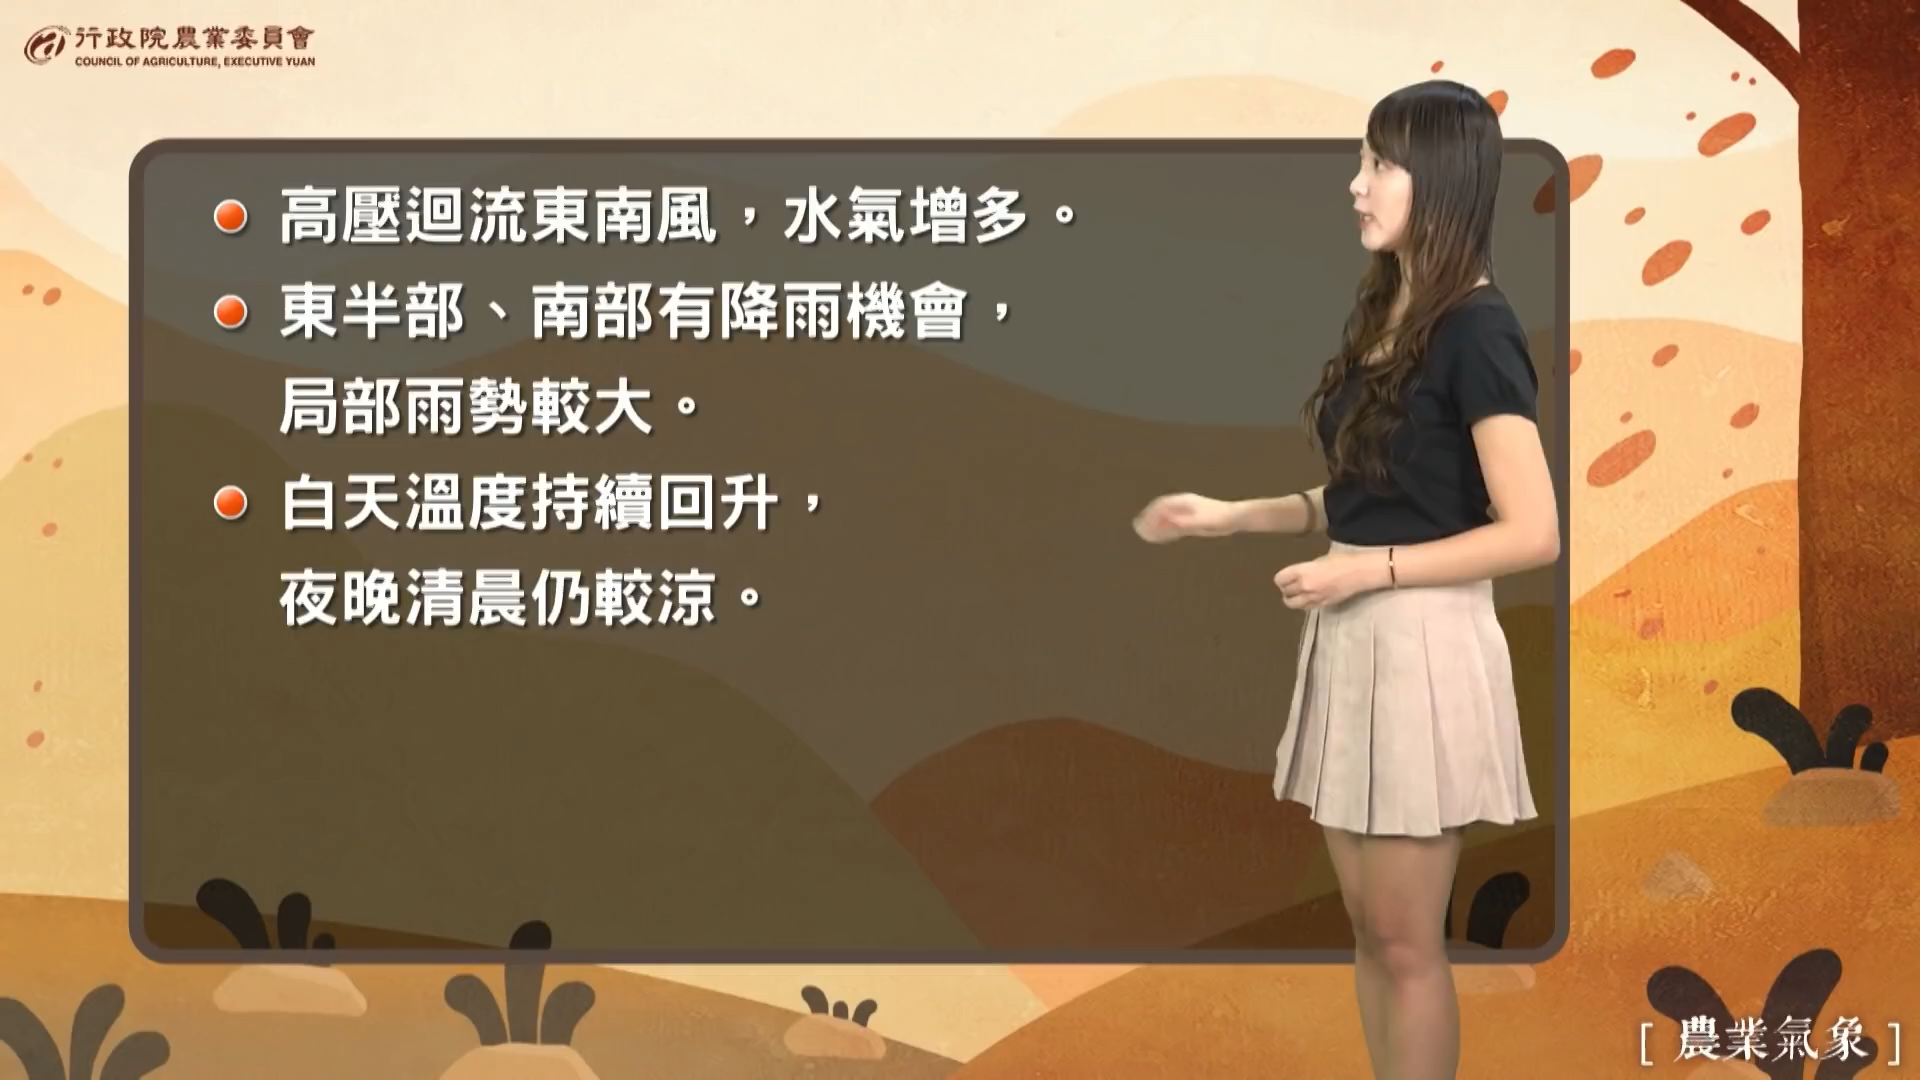 行政院農業委員會
COUNCIL OF AGRICULTURE, EXECUTIVE YUAN
高壓迴流東南風，水氣增多。
東半部、南部有降雨機會，
局部雨勢較大。
白天溫度持續回升，
夜晚清晨仍較涼。
[ 農業氣象 ]